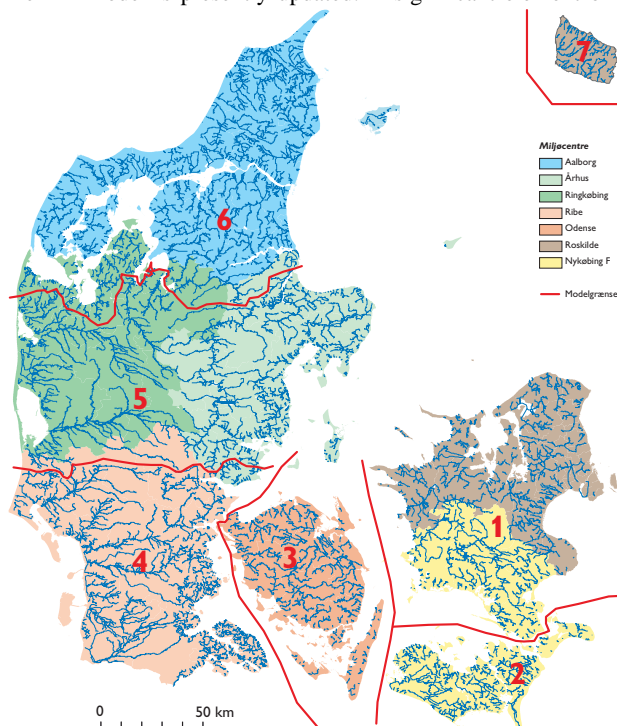 7
Miljøcentre
Aalborg
Århus
Ringkøbing
Ribe
Odense
Roskilde
Nykøbing F
Modelgrænse
6
5
2
1
3
4
2
0 50 km